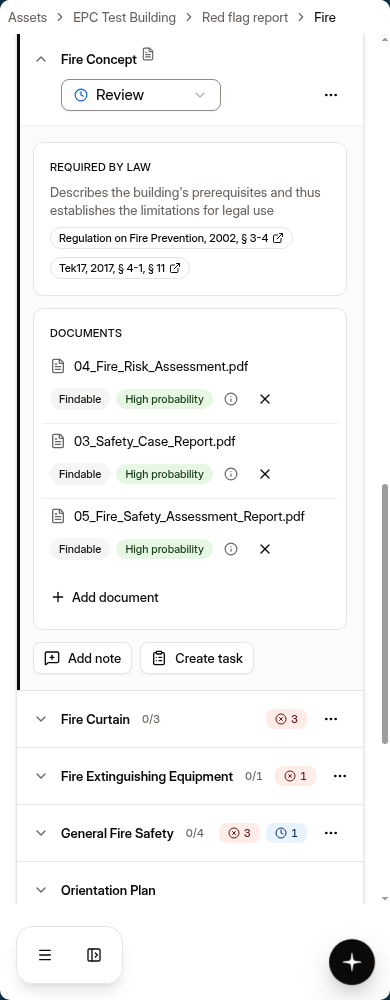 Assets > EPC Test Building > Red flag report > Fire
Fire Concept
Review
REQUIRED BY LAW
Describes the building's prerequisites and thus
establishes the limitations for legal use
Regulation on Fire Prevention, 2002, § 3-4
Tek17, 2017, § 4-1, § 11
DOCUMENTS
04_Fire_Risk_Assessment.pdf
Findable High probability
03_Safety_Case_Report.pdf
Findable High probability
05_Fire_Safety_Assessment_Report.pdf
Findable High probability
Add document
Add note Create task
Fire Curtain 0/3 3
Fire Extinguishing Equipment 0/1 1
General Fire Safety 0/4 3 1
Orientation Plan